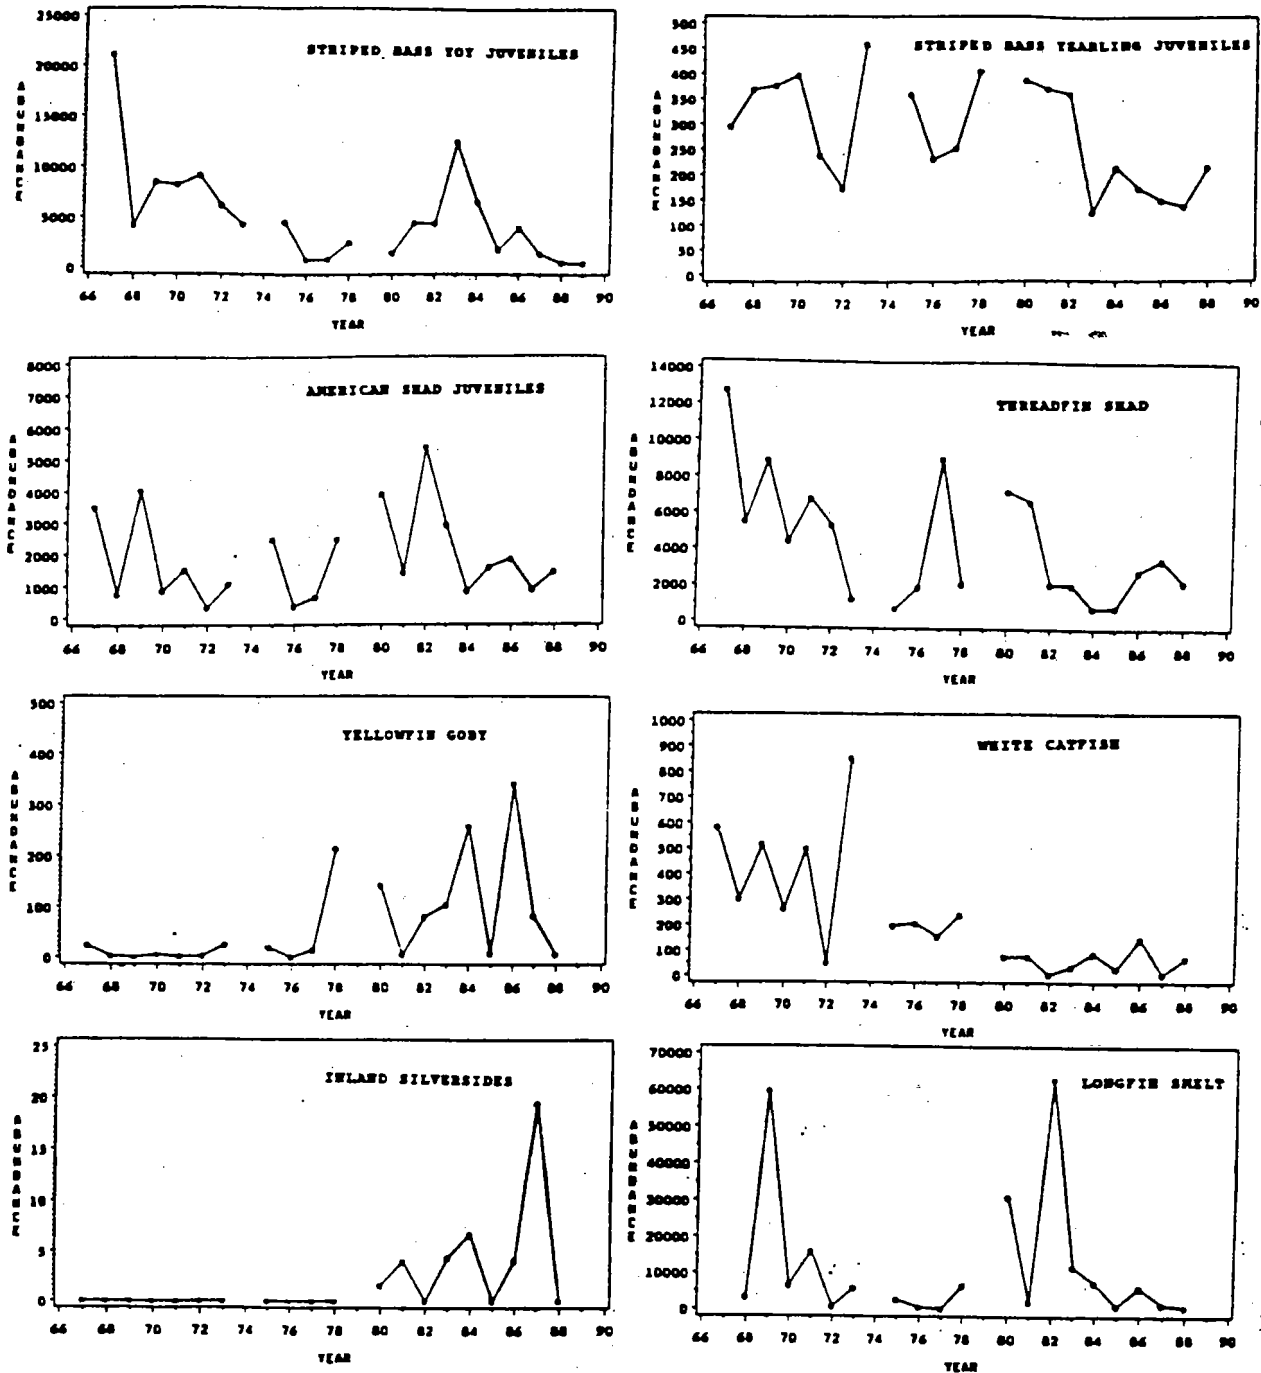 STRIPED BASS YOY JUVENILES
25000
20000
15000
10000
5000
0
ABUNDANCE
66 68 70 72 74 76 78 80 82 84 86 88 90
YEAR
STRIPED BASS YEARLING JUVENILES
500
450
400
350
300
250
200
150
100
50
0
ABUNDANCE
66 68 70 72 74 76 78 80 82 84 86 88 90
YEAR
AMERICAN SHAD JUVENILES
8000
7000
6000
5000
4000
3000
2000
1000
0
ABUNDANCE
66 68 70 72 74 76 78 80 82 84 86 88 90
YEAR
THREADFIN SHAD
14000
12000
10000
8000
6000
4000
2000
0
ABUNDANCE
66 68 70 72 74 76 78 80 82 84 86 88 90
YEAR
YELLOWFIN GOBY
500
400
300
200
100
0
ABUNDANCE
66 68 70 72 74 76 78 80 82 84 86 88 90
YEAR
WHITE CATFISH
1000
900
800
700
600
500
400
300
200
100
0
ABUNDANCE
66 68 70 72 74 76 78 80 82 84 86 88 90
YEAR
INLAND SILVERSIDES
25
20
15
10
5
0
ABUNDANCE
66 68 70 72 74 76 78 80 82 84 86 88 90
YEAR
LONGFIN SMELT
70000
60000
50000
40000
30000
20000
10000
0
ABUNDANCE
66 68 70 72 74 76 78 80 82 84 86 88 90
YEAR